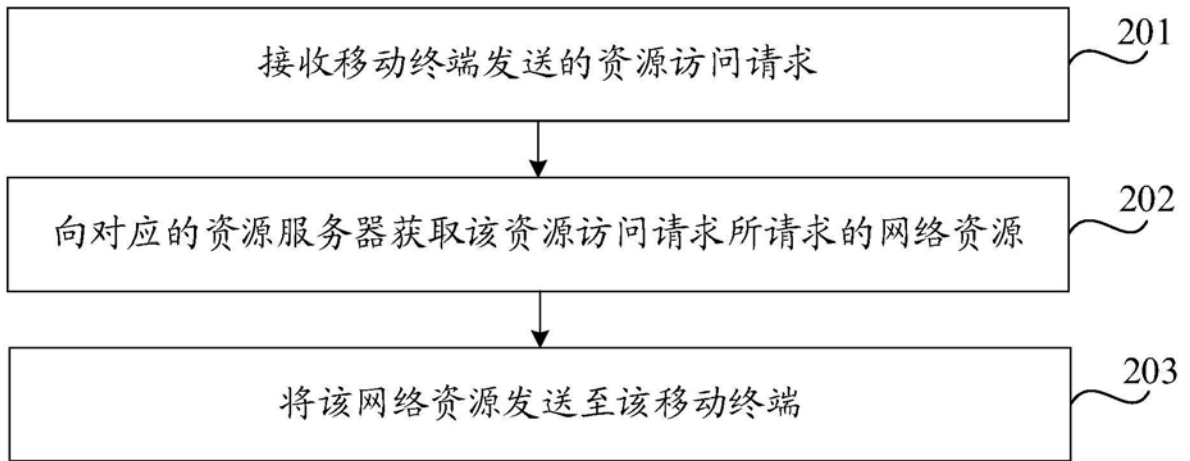 接收移动终端发送的资源访问请求
201
向对应的资源服务器获取该资源访问请求所请求的网络资源
202
将该网络资源发送至该移动终端
203